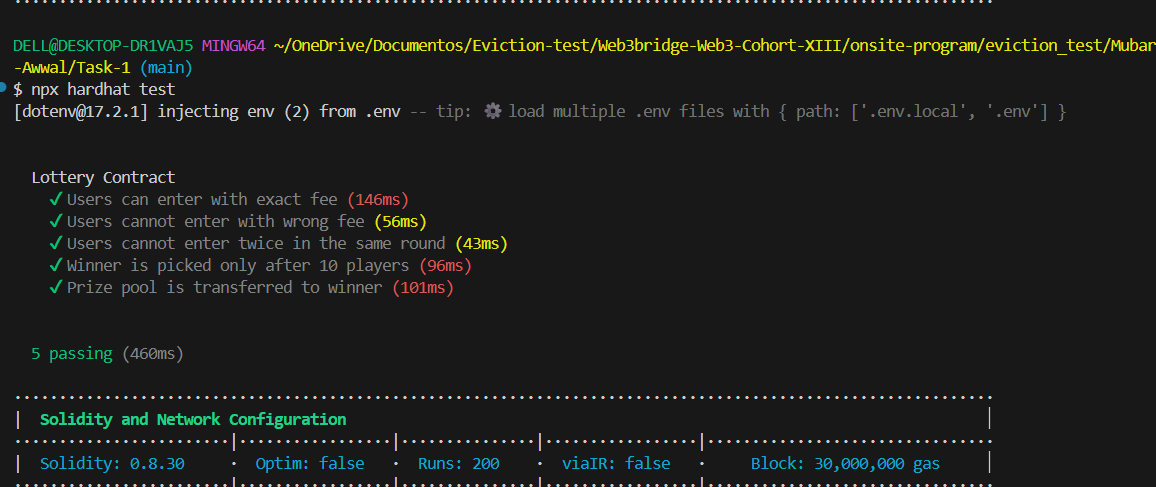 DELL@DESKTOP-DR1VAJ5 MINGW64 ~/OneDrive/Documentos/Eviction-test/Web3bridge-Web3-Cohort-XIII/onsite-program/eviction_test/Mubar
-Awwal/Task-1 (main)
$ npx hardhat test
[dotenv@17.2.1] injecting env (2) from .env -- tip: ⚙️ load multiple .env files with { path: ['.env.local', '.env'] }
Lottery Contract
✓ Users can enter with exact fee (146ms)
✓ Users cannot enter with wrong fee (56ms)
✓ Users cannot enter twice in the same round (43ms)
✓ Winner is picked only after 10 players (96ms)
✓ Prize pool is transferred to winner (101ms)
5 passing (460ms)
| Solidity and Network Configuration |
| Solidity: 0.8.30 · Optim: false · Runs: 200 · viaIR: false · Block: 30,000,000 gas |